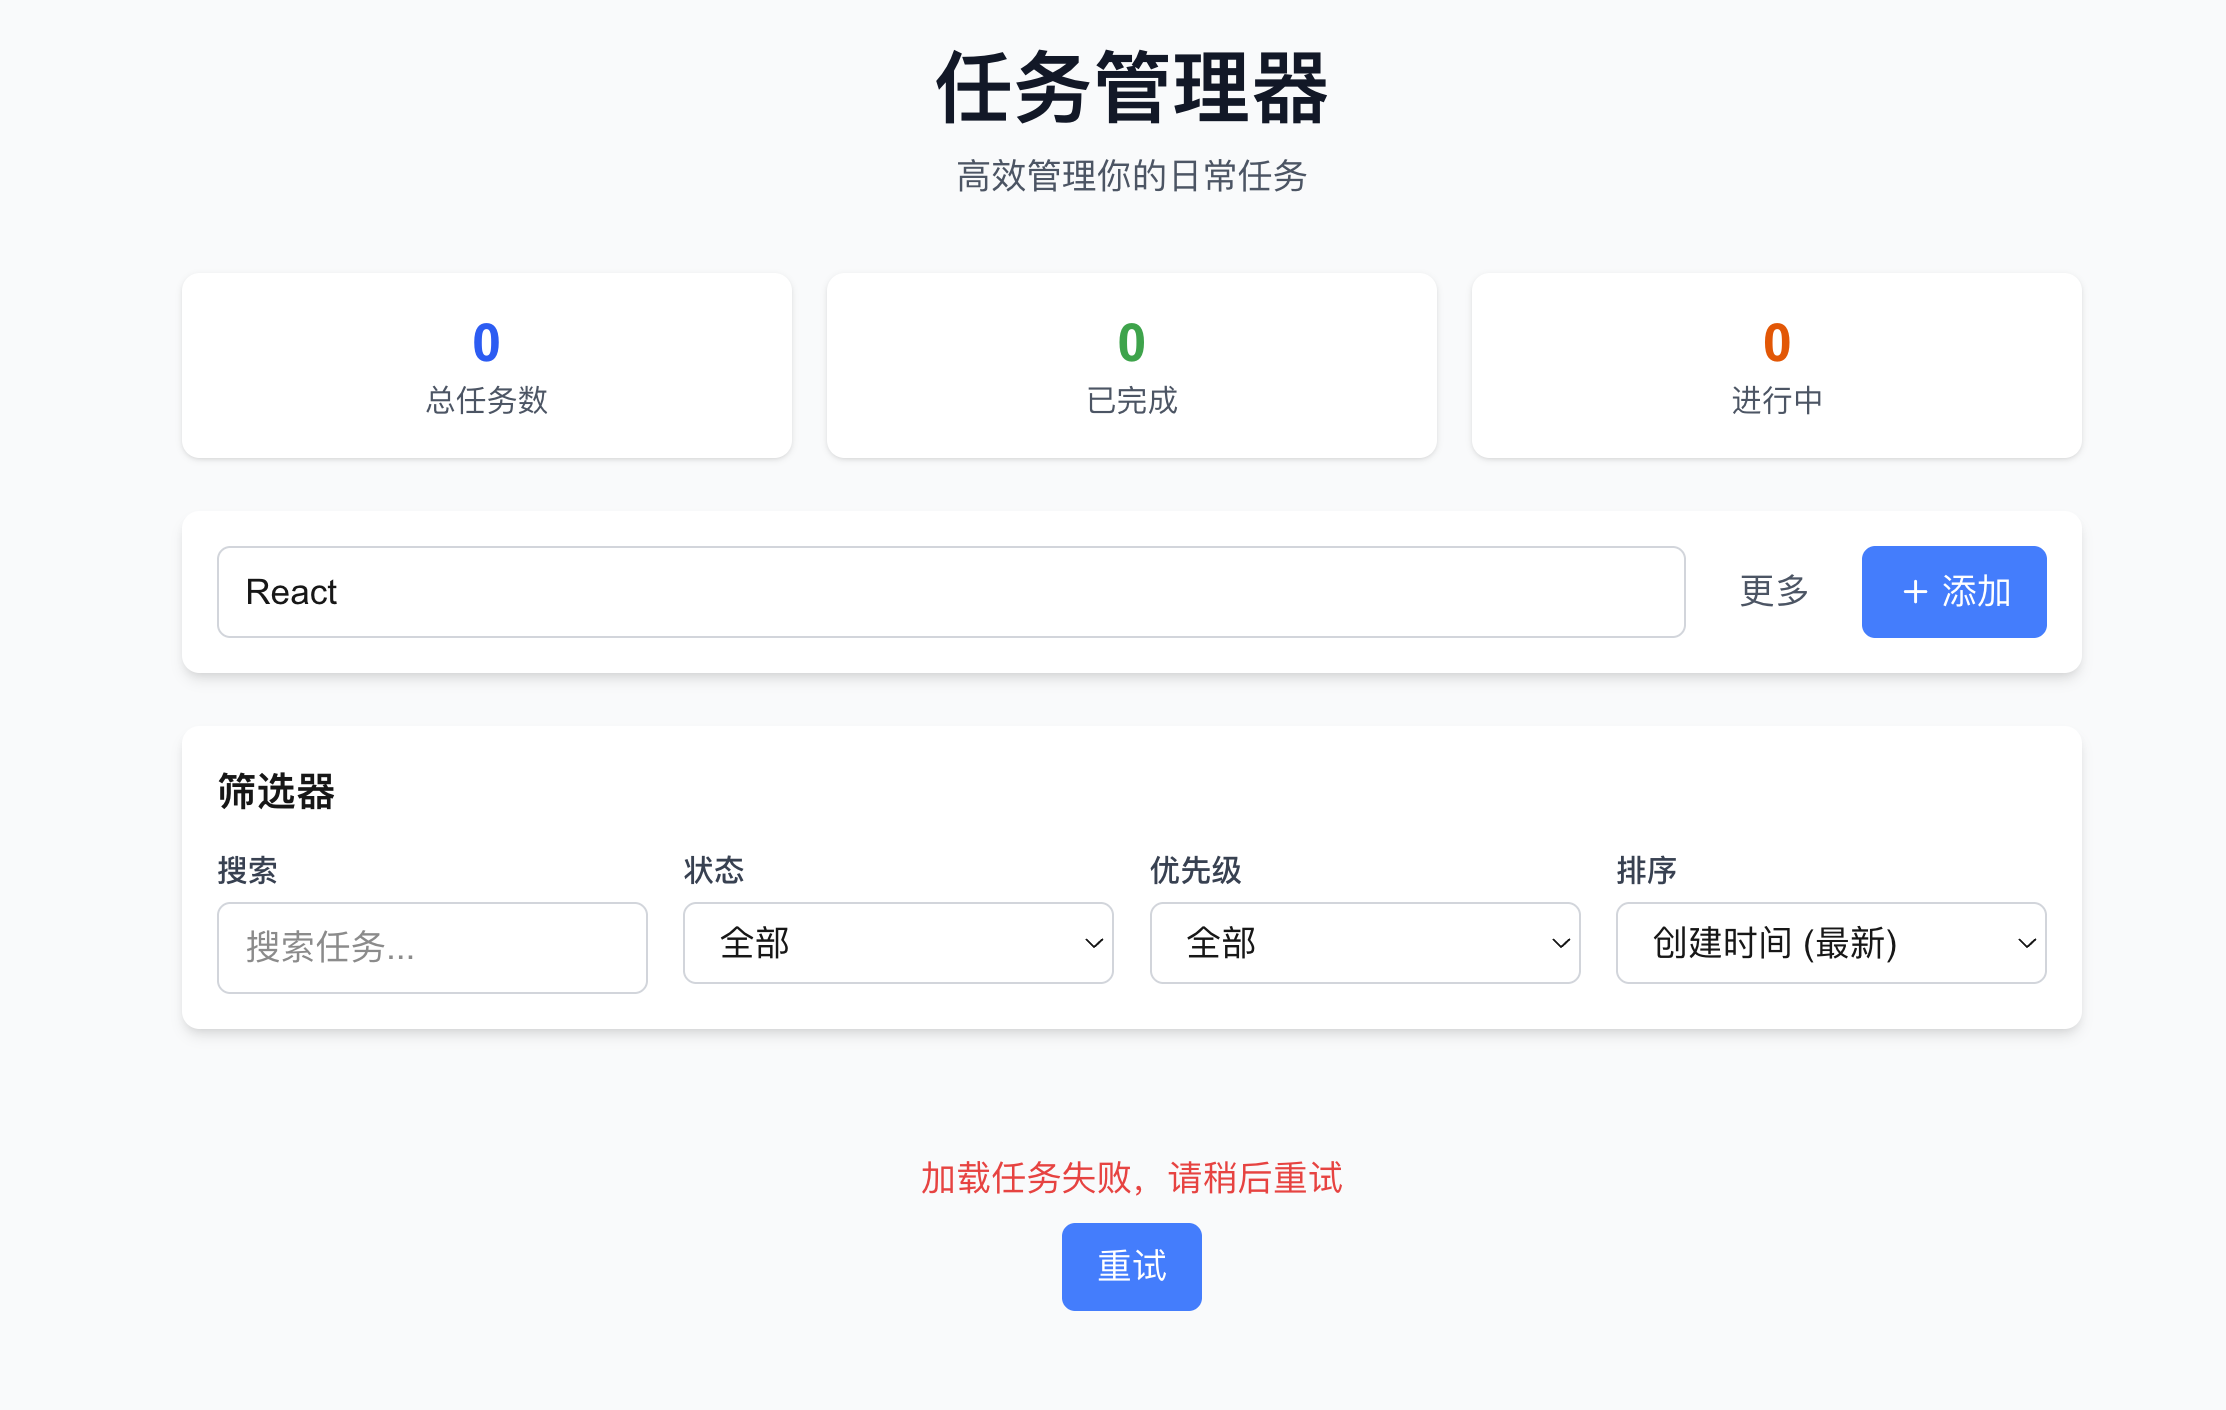 任务管理器
高效管理你的日常任务
0
总任务数
0
已完成
0
进行中
React
更多
+ 添加
筛选器
搜索
搜索任务...
状态
全部
优先级
全部
排序
创建时间 (最新)
加载任务失败，请稍后重试
重试